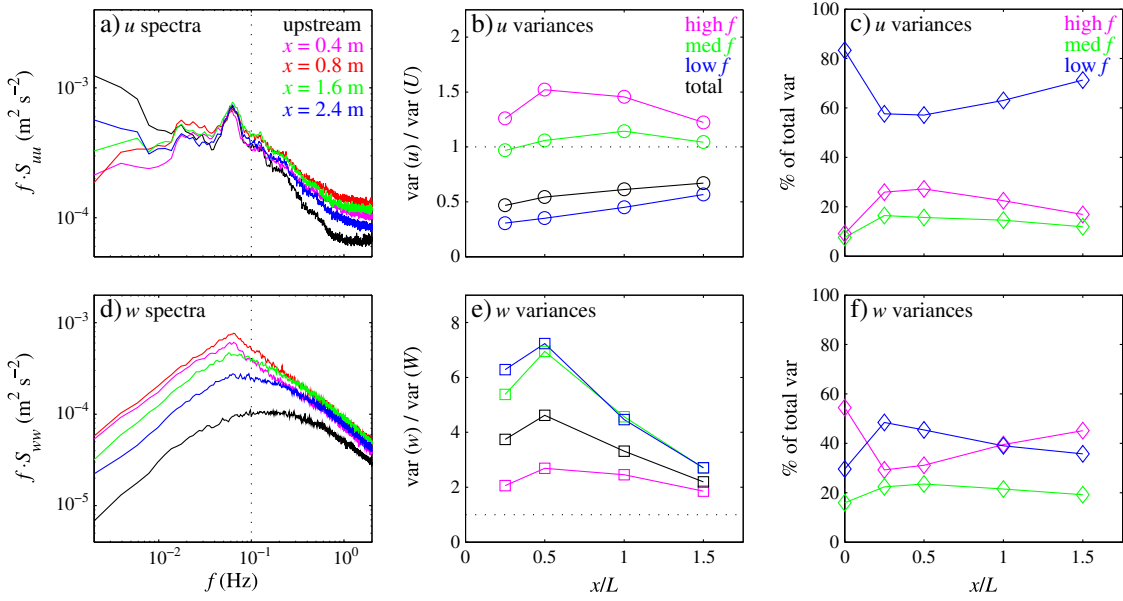 a) u spectra
upstream
x = 0.4 m
x = 0.8 m
x = 1.6 m
x = 2.4 m
10⁻³
10⁻⁴
f ·S_uu (m² s⁻²)
b) u variances
high f
med f
low f
total
2
1.5
1
0.5
0
var (u) / var (U)
c) u variances
high f
med f
low f
100
80
60
40
20
0
% of total var
d) w spectra
10⁻³
10⁻⁴
10⁻⁵
f ·S_ww (m² s⁻²)
10⁻² 10⁻¹ 10⁰
f (Hz)
e) w variances
8
6
4
2
0
var (w) / var (W)
0 0.5 1 1.5
x/L
f) w variances
100
80
60
40
20
0
% of total var
0 0.5 1 1.5
x/L